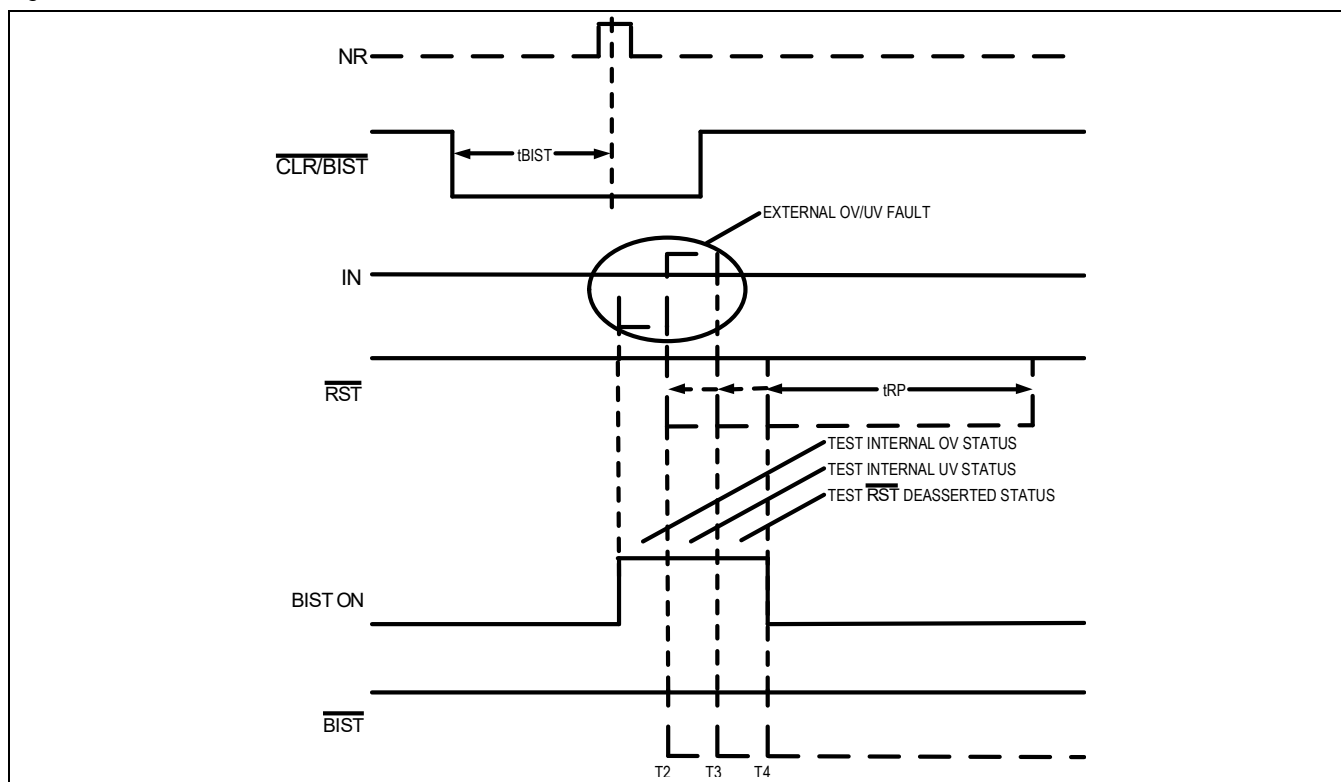 NR
CLR/BIST
tBIST
EXTERNAL OV/UV FAULT
IN
RST
tRP
TEST INTERNAL OV STATUS
TEST INTERNAL UV STATUS
TEST RST DEASSERTED STATUS
BIST ON
BIST
T2 T3 T4